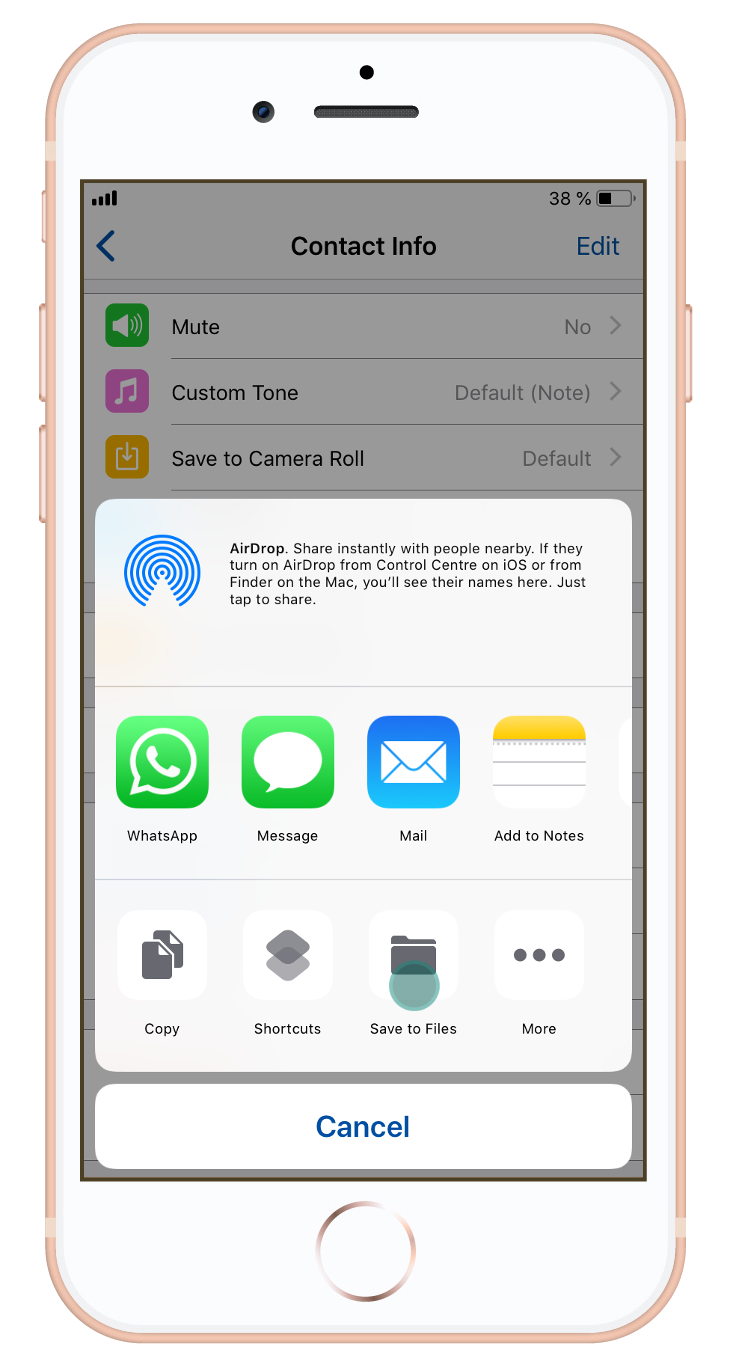 38 %
Contact Info
Edit
Mute
No
Custom Tone
Default (Note)
Save to Camera Roll
Default
AirDrop. Share instantly with people nearby. If they
turn on AirDrop from Control Centre on iOS or from
Finder on the Mac, you’ll see their names here. Just
tap to share.
WhatsApp
Message
Mail
Add to Notes
Copy
Shortcuts
Save to Files
More
Cancel